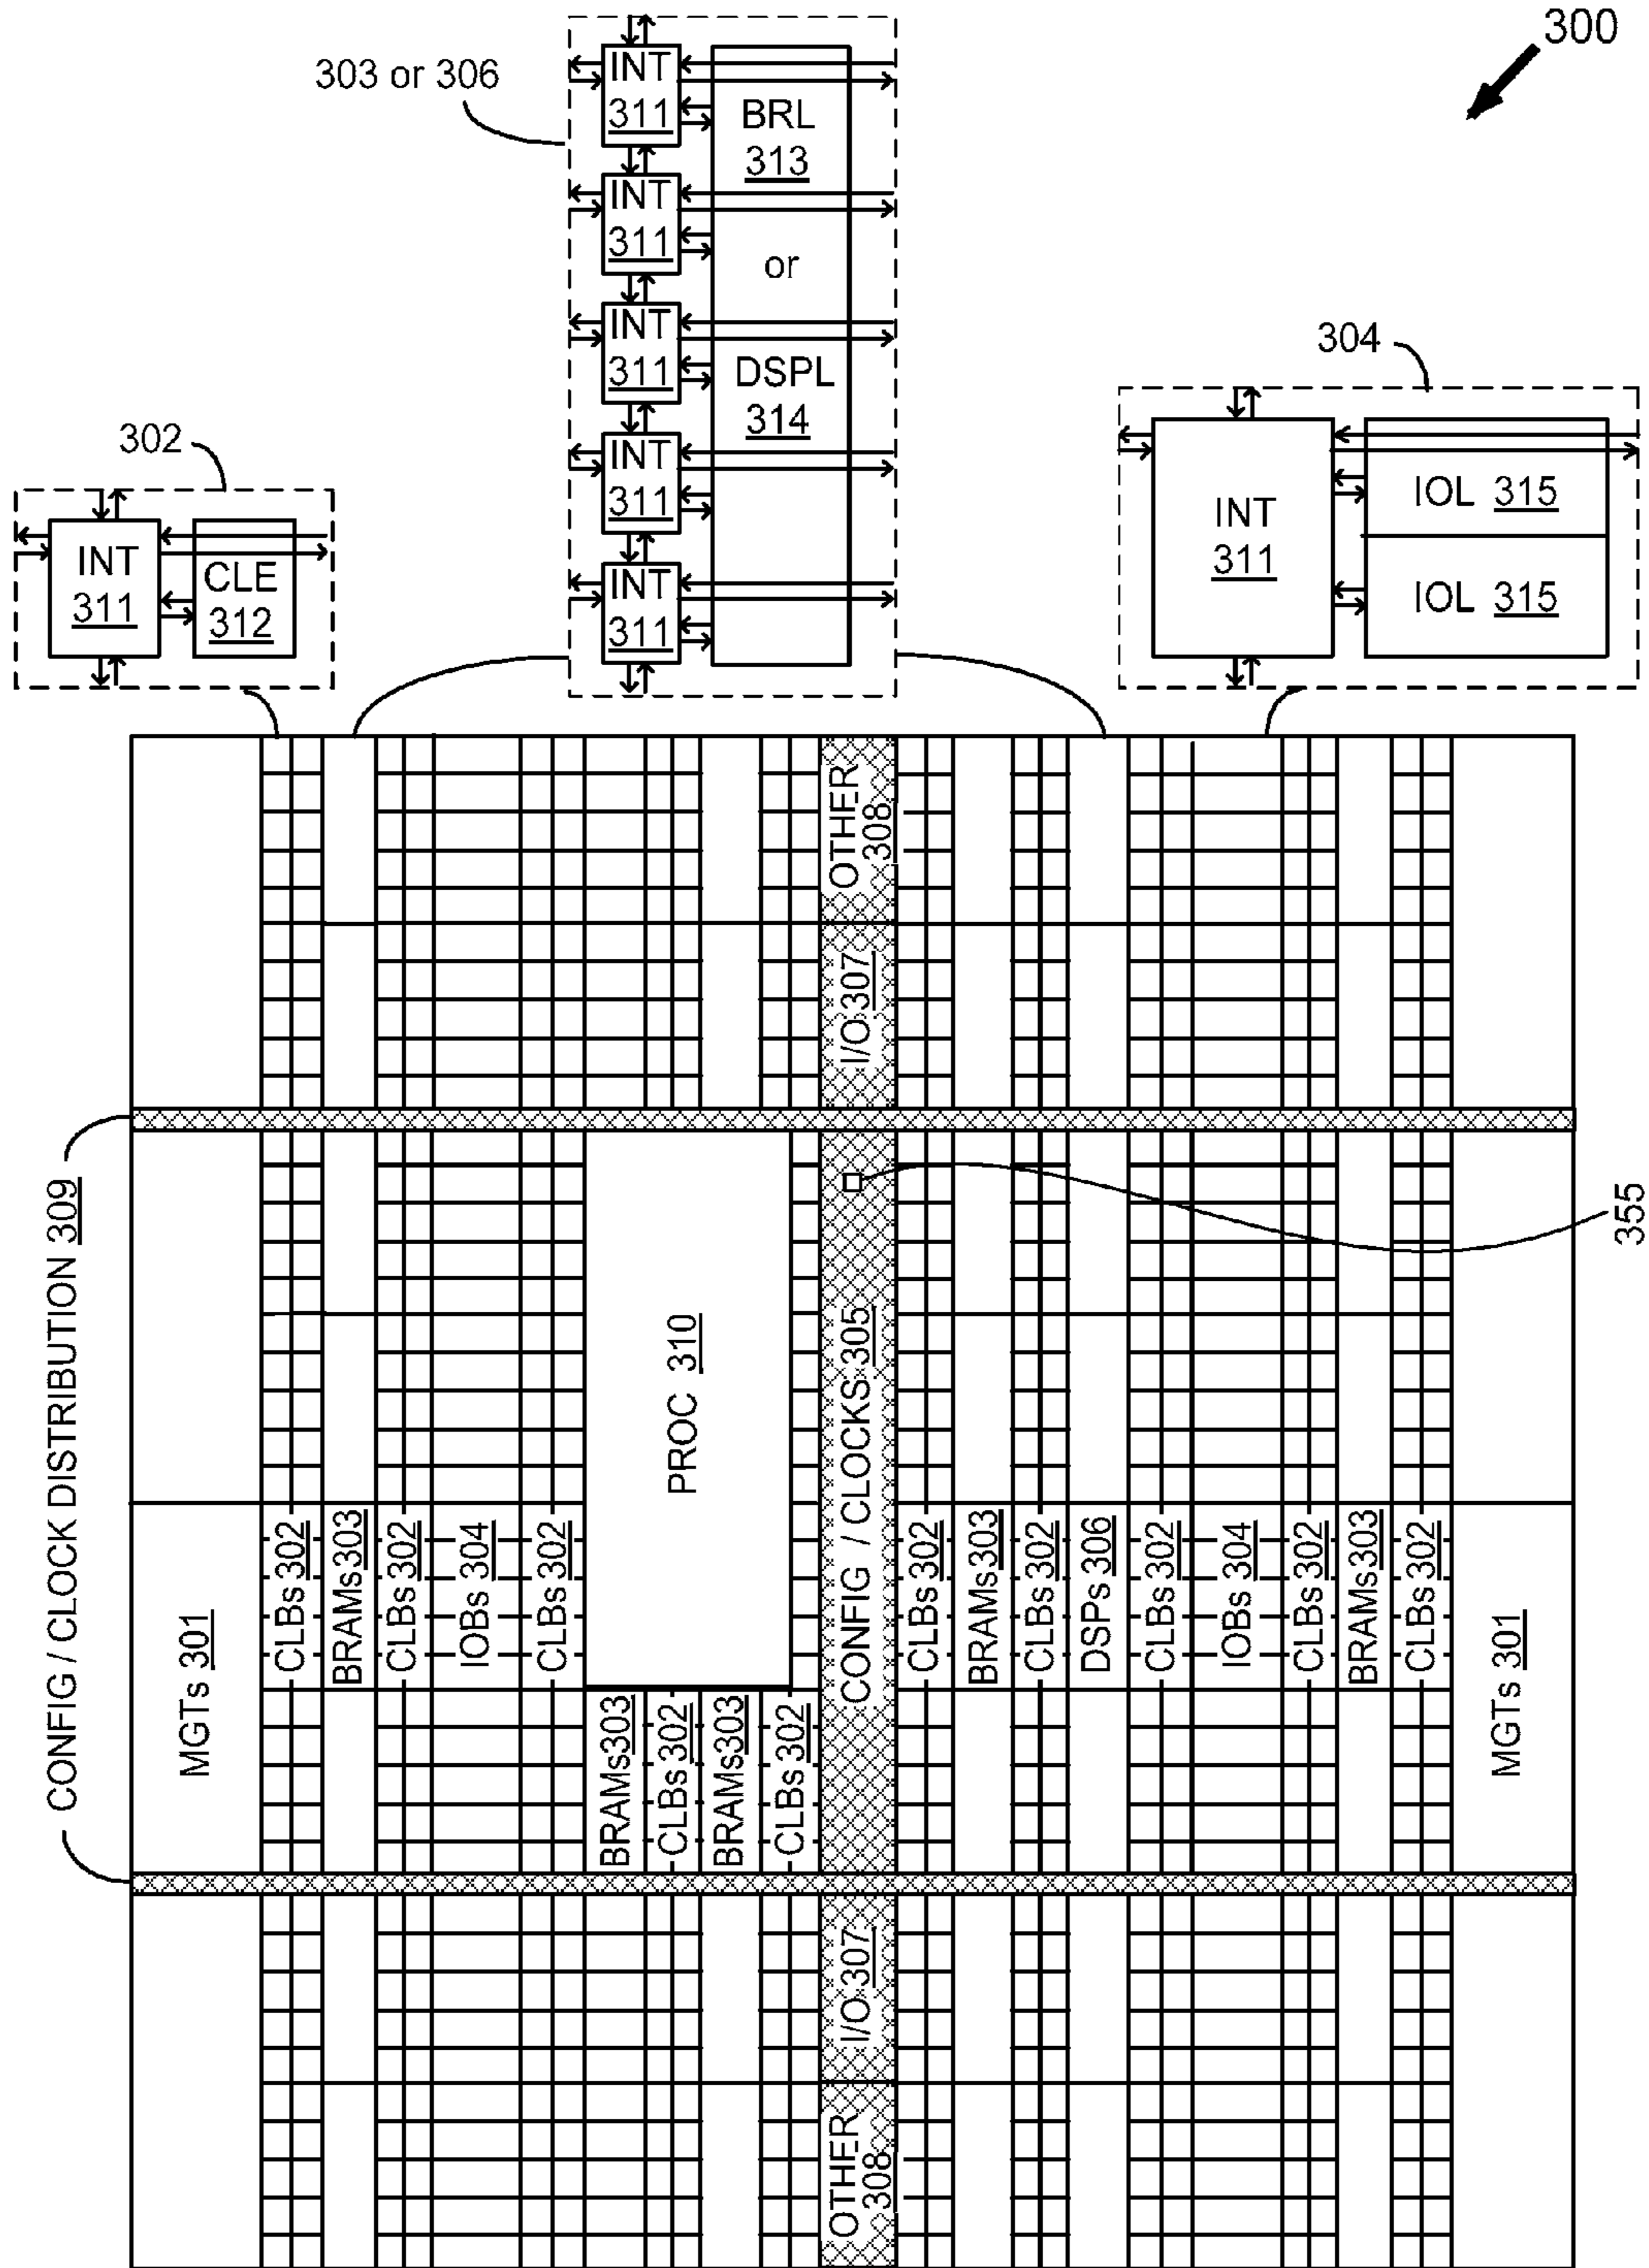 300
303 or 306
INT
311
INT
311
INT
311
INT
311
INT
311
BRL
313
or
DSPL
314
304
INT
311
IOL 315
IOL 315
302
INT
311
CLE
312
CONFIG / CLOCK DISTRIBUTION 309
OTHER
308
I/O 307
PROC 310
CONFIG / CLOCKS 305
355
MGTs 301
CLBs 302
BRAMs 303
CLBs 302
IOBs 304
CLBs 302
BRAMs 303
CLBs 302
BRAMs 303
CLBs 302
CLBs 302
BRAMs 303
CLBs 302
DSPs 306
CLBs 302
IOBs 304
CLBs 302
BRAMs 303
CLBs 302
MGTs 301
I/O 307
OTHER
308